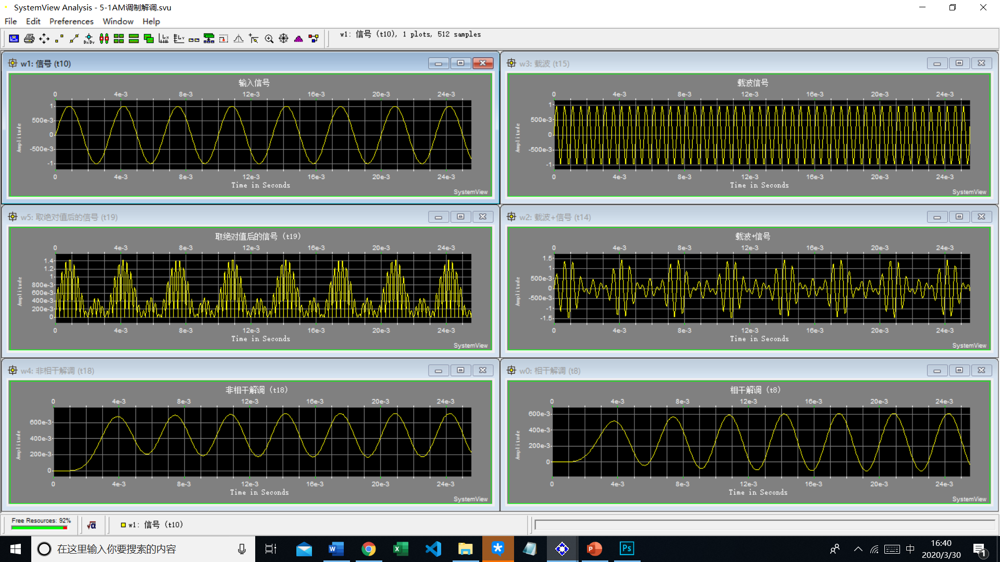 SystemView Analysis - 5-1AM调制解调.svu
File Edit Preferences Window Help
w1: 信号 (t10), 1 plots, 512 samples
w1: 信号 (t10)
输入信号
0 4e-3 8e-3 12e-3 16e-3 20e-3 24e-3
1
500e-3
0
-500e-3
-1
Amplitude
0 4e-3 8e-3 12e-3 16e-3 20e-3 24e-3
Time in Seconds
SystemView
w3: 载波 (t15)
载波信号
0 4e-3 8e-3 12e-3 16e-3 20e-3 24e-3
1
500e-3
0
-500e-3
-1
Amplitude
0 4e-3 8e-3 12e-3 16e-3 20e-3 24e-3
Time in Seconds
SystemView
w5: 取绝对值后的信号 (t19)
取绝对值后的信号 (t19)
0 4e-3 8e-3 12e-3 16e-3 20e-3 24e-3
1.4
1.2
1
800e-3
600e-3
400e-3
200e-3
0
Amplitude
0 4e-3 8e-3 12e-3 16e-3 20e-3 24e-3
Time in Seconds
SystemView
w2: 载波+信号 (t14)
载波+信号
0 4e-3 8e-3 12e-3 16e-3 20e-3 24e-3
1.5
1
500e-3
0
-500e-3
-1
-1.5
Amplitude
0 4e-3 8e-3 12e-3 16e-3 20e-3 24e-3
Time in Seconds
SystemView
w4: 非相干解调 (t18)
非相干解调 (t18)
0 4e-3 8e-3 12e-3 16e-3 20e-3 24e-3
600e-3
400e-3
200e-3
0
Amplitude
0 4e-3 8e-3 12e-3 16e-3 20e-3 24e-3
Time in Seconds
SystemView
w0: 相干解调 (t8)
相干解调 (t8)
0 4e-3 8e-3 12e-3 16e-3 20e-3 24e-3
600e-3
400e-3
200e-3
0
Amplitude
0 4e-3 8e-3 12e-3 16e-3 20e-3 24e-3
Time in Seconds
SystemView
Free Resources: 92%
√α
w1: 信号 (t10)
在这里输入你要搜索的内容
中
16:40
2020/3/30
1